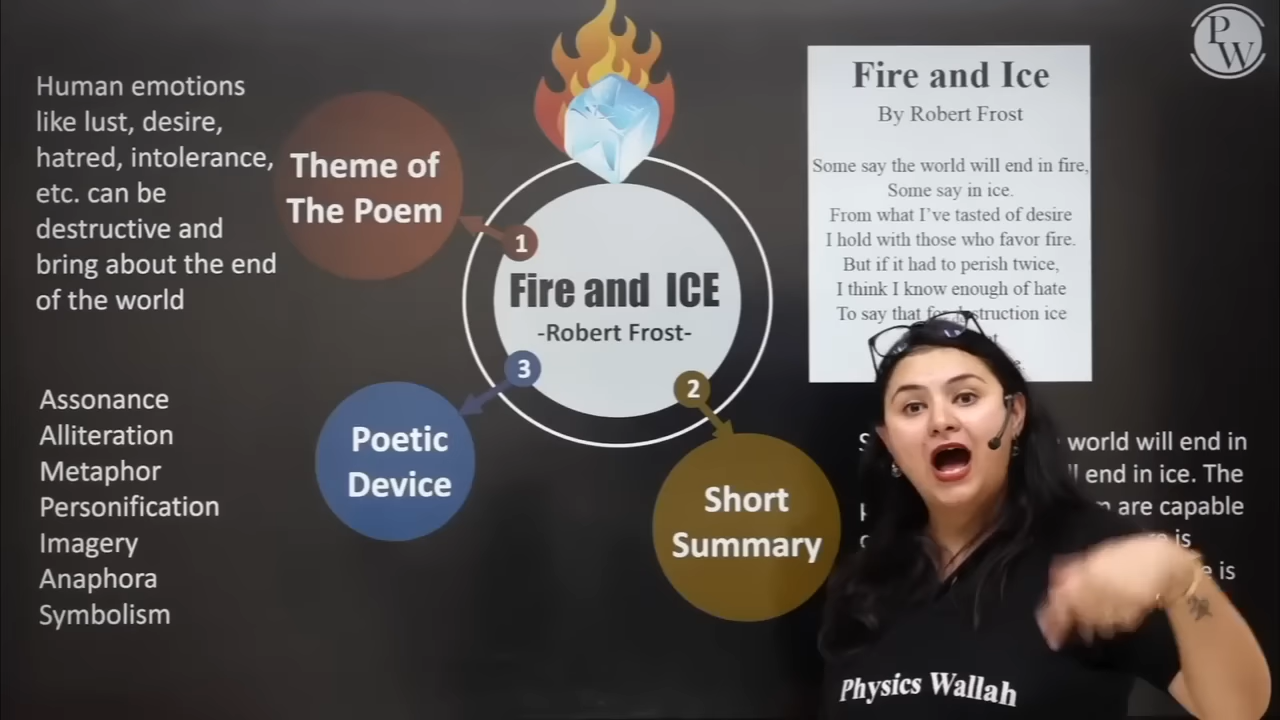 Human emotions
like lust, desire,
hatred, intolerance,
etc. can be
destructive and
bring about the end
of the world
Theme of
The Poem
1
Fire and ICE
-Robert Frost-
3
2
Poetic
Device
Assonance
Alliteration
Metaphor
Personification
Imagery
Anaphora
Symbolism
Short
Summary
PW
Fire and Ice
By Robert Frost
Some say the world will end in fire,
Some say in ice.
From what I've tasted of desire
I hold with those who favor fire.
But if it had to perish twice,
I think I know enough of hate
To say that destruction ice
world will end in
end in ice. The
are capable
is
is
Physics Wallah